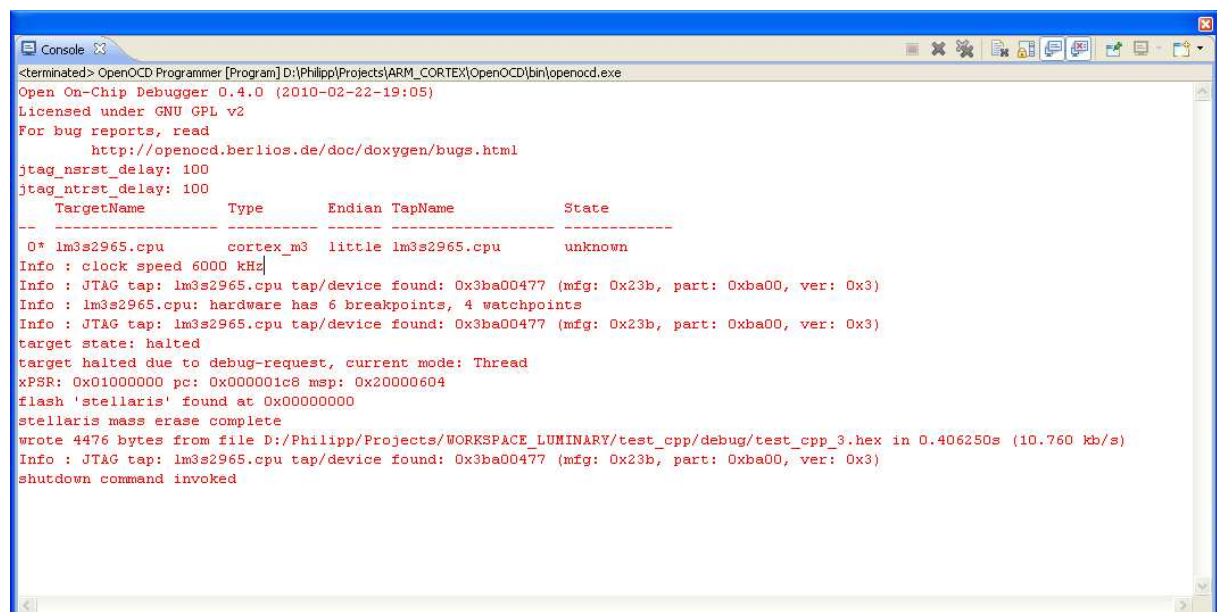 Console
<terminated> OpenOCD Programmer [Program] D:\Philipp\Projects\ARM_CORTEX\OpenOCD\bin\openocd.exe
Open On-Chip Debugger 0.4.0 (2010-02-22-19:05)
Licensed under GNU GPL v2
For bug reports, read
        http://openocd.berlios.de/doc/doxygen/bugs.html
jtag_nsrst_delay: 100
jtag_ntrst_delay: 100
    TargetName         Type       Endian TapName            State
--  ------------------ ---------- ------ ------------------ ------------
 0* lm3s2965.cpu       cortex_m3  little lm3s2965.cpu       unknown
Info : clock speed 6000 kHz
Info : JTAG tap: lm3s2965.cpu tap/device found: 0x3ba00477 (mfg: 0x23b, part: 0xba00, ver: 0x3)
Info : lm3s2965.cpu: hardware has 6 breakpoints, 4 watchpoints
Info : JTAG tap: lm3s2965.cpu tap/device found: 0x3ba00477 (mfg: 0x23b, part: 0xba00, ver: 0x3)
target state: halted
target halted due to debug-request, current mode: Thread
xPSR: 0x01000000 pc: 0x000001c8 msp: 0x20000604
flash 'stellaris' found at 0x00000000
stellaris mass erase complete
wrote 4476 bytes from file D:/Philipp/Projects/WORKSPACE_LUMINARY/test_cpp/debug/test_cpp_3.hex in 0.406250s (10.760 kb/s)
Info : JTAG tap: lm3s2965.cpu tap/device found: 0x3ba00477 (mfg: 0x23b, part: 0xba00, ver: 0x3)
shutdown command invoked